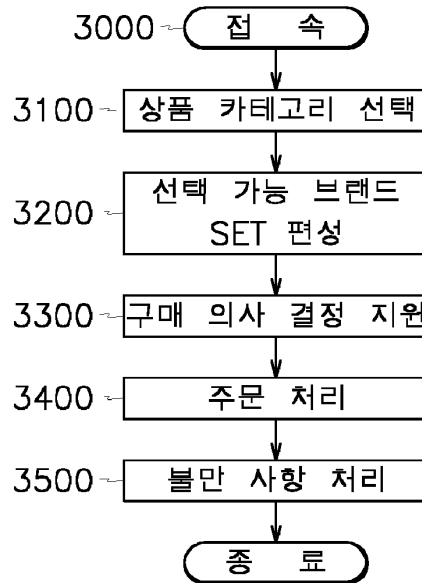 3000 접 속
3100 상품 카테고리 선택
3200 선택 가능 브랜드
SET 편성
3300 구매 의사 결정 지원
3400 주문 처리
3500 불만 사항 처리
종 료